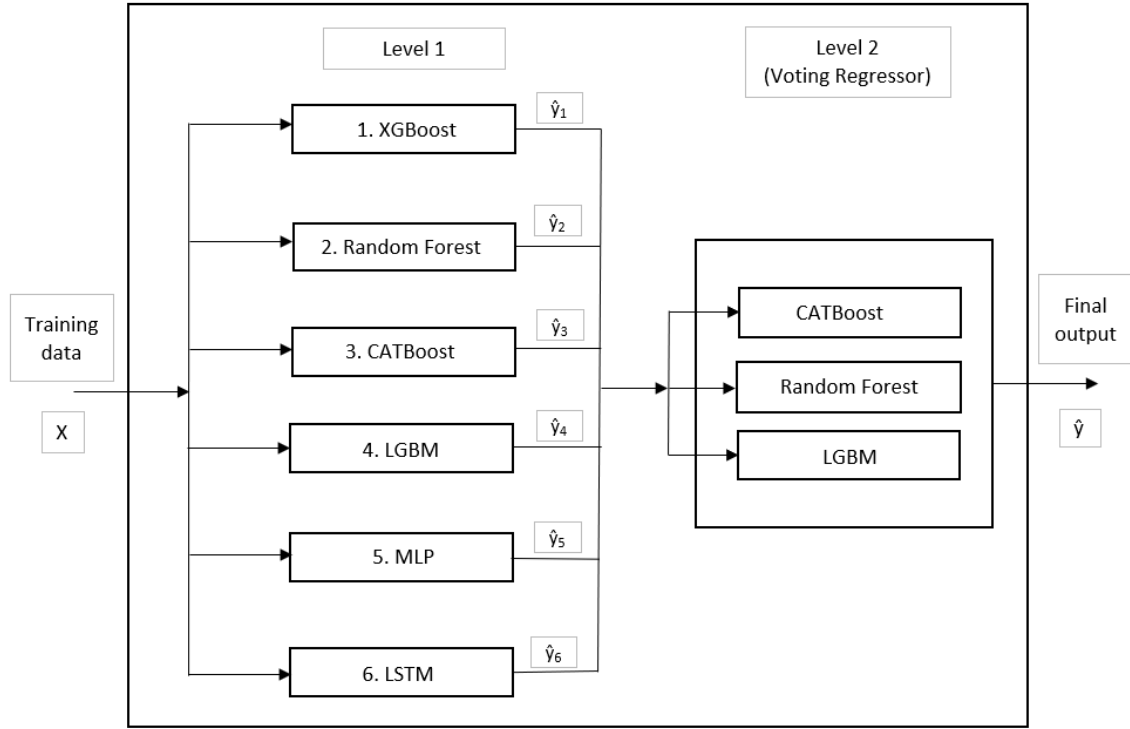 Level 1
Level 2
(Voting Regressor)
ŷ₁
1. XGBoost
ŷ₂
2. Random Forest
ŷ₃
3. CATBoost
ŷ₄
4. LGBM
ŷ₅
5. MLP
ŷ₆
6. LSTM
Training
data
X
CATBoost
Random Forest
LGBM
Final
output
ŷ